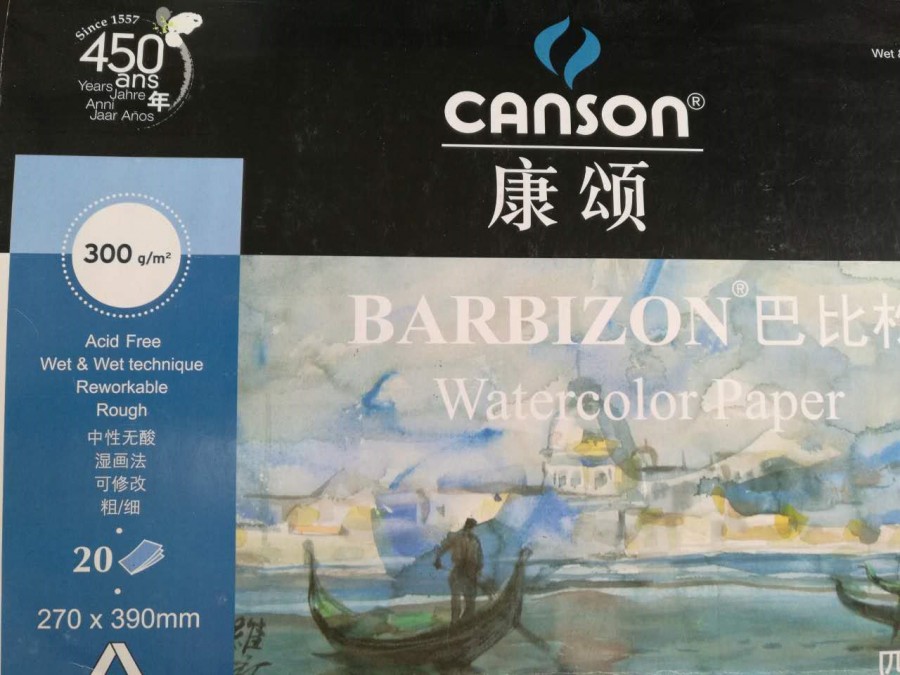 Since 1557
450
ans
Years
Jahre
Anni
年
Jaar Años
Wet &
CANSON®
康颂
300 g/m²
BARBIZON® 巴比
Watercolor Paper
Acid Free
Wet & Wet technique
Reworkable
Rough
中性无酸
湿画法
可修改
粗/细
20
270 x 390mm